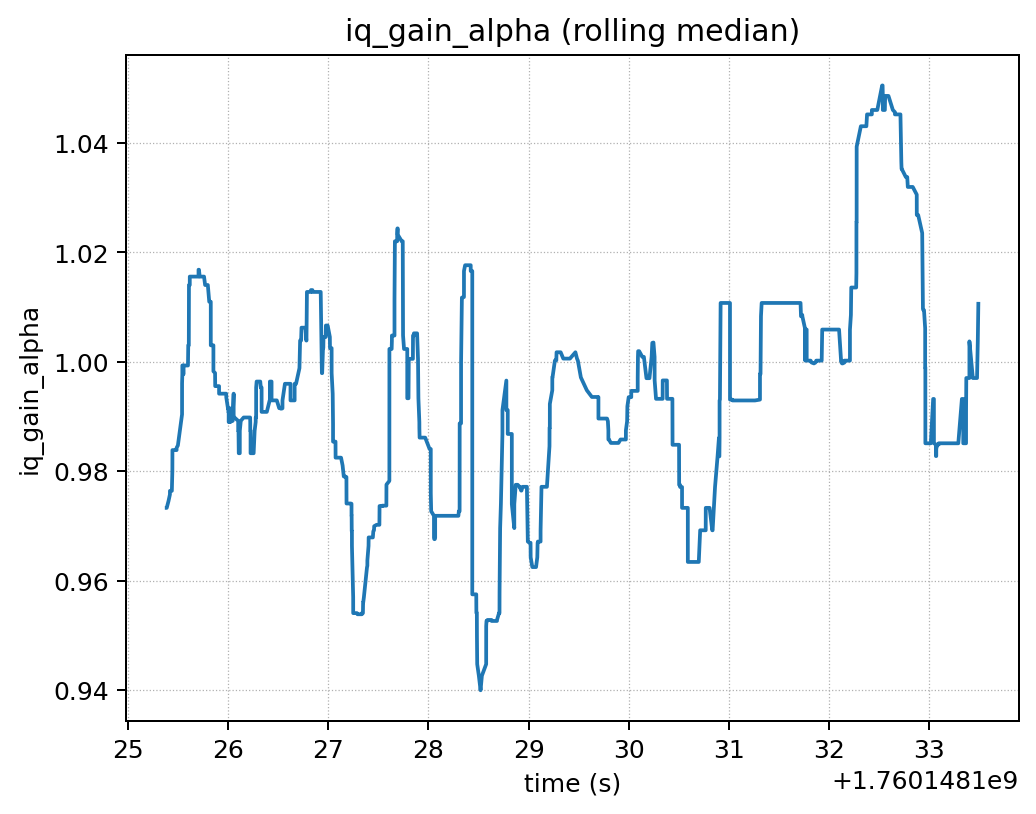 iq_gain_alpha (rolling median)
iq_gain_alpha
1.04
1.02
1.00
0.98
0.96
0.94
25 26 27 28 29 30 31 32 33
time (s)
+1.7601481e9